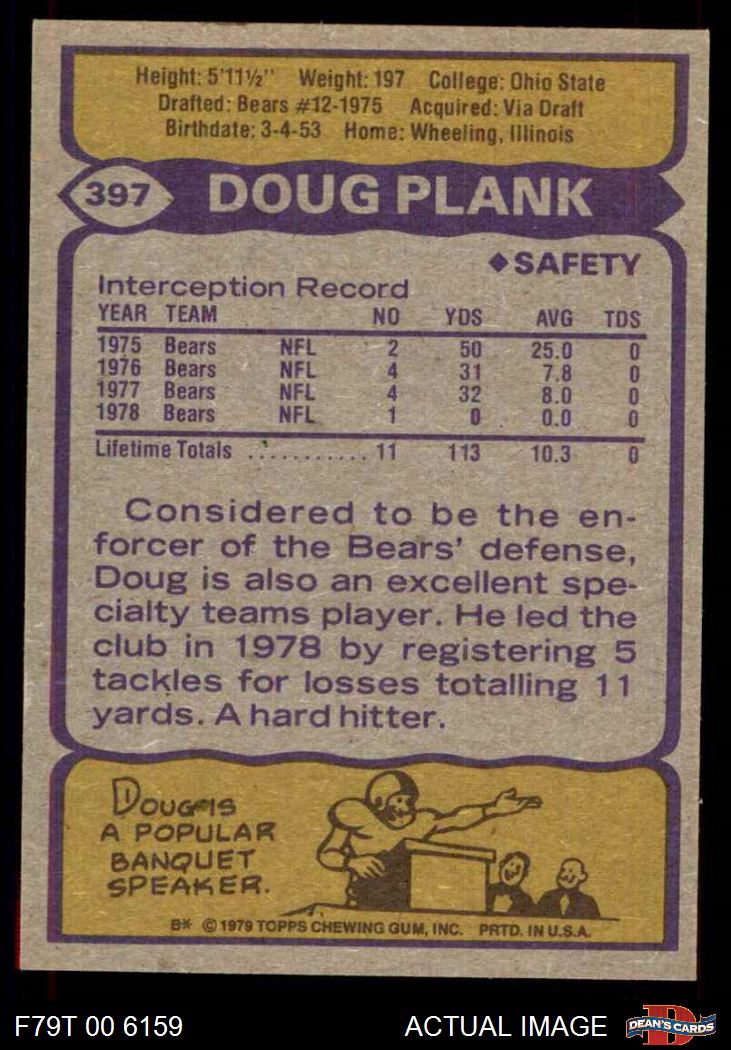 Height: 5'11½" Weight: 197 College: Ohio State
Drafted: Bears #12-1975 Acquired: Via Draft
Birthdate: 3-4-53 Home: Wheeling, Illinois
397 DOUG PLANK
◆SAFETY
Interception Record
YEAR TEAM NO YDS AVG TDS
1975 Bears NFL 2 50 25.0 0
1976 Bears NFL 4 31 7.8 0
1977 Bears NFL 4 32 8.0 0
1978 Bears NFL 1 0 0.0 0
Lifetime Totals ........... 11 113 10.3 0
Considered to be the en-
forcer of the Bears' defense,
Doug is also an excellent spe-
cialty teams player. He led the
club in 1978 by registering 5
tackles for losses totalling 11
yards. A hard hitter.
DOUG IS
A POPULAR
BANQUET
SPEAKER.
B* © 1979 TOPPS CHEWING GUM, INC. PRTD. IN U.S.A.
F79T 00 6159 ACTUAL IMAGE D DEAN'S CARDS